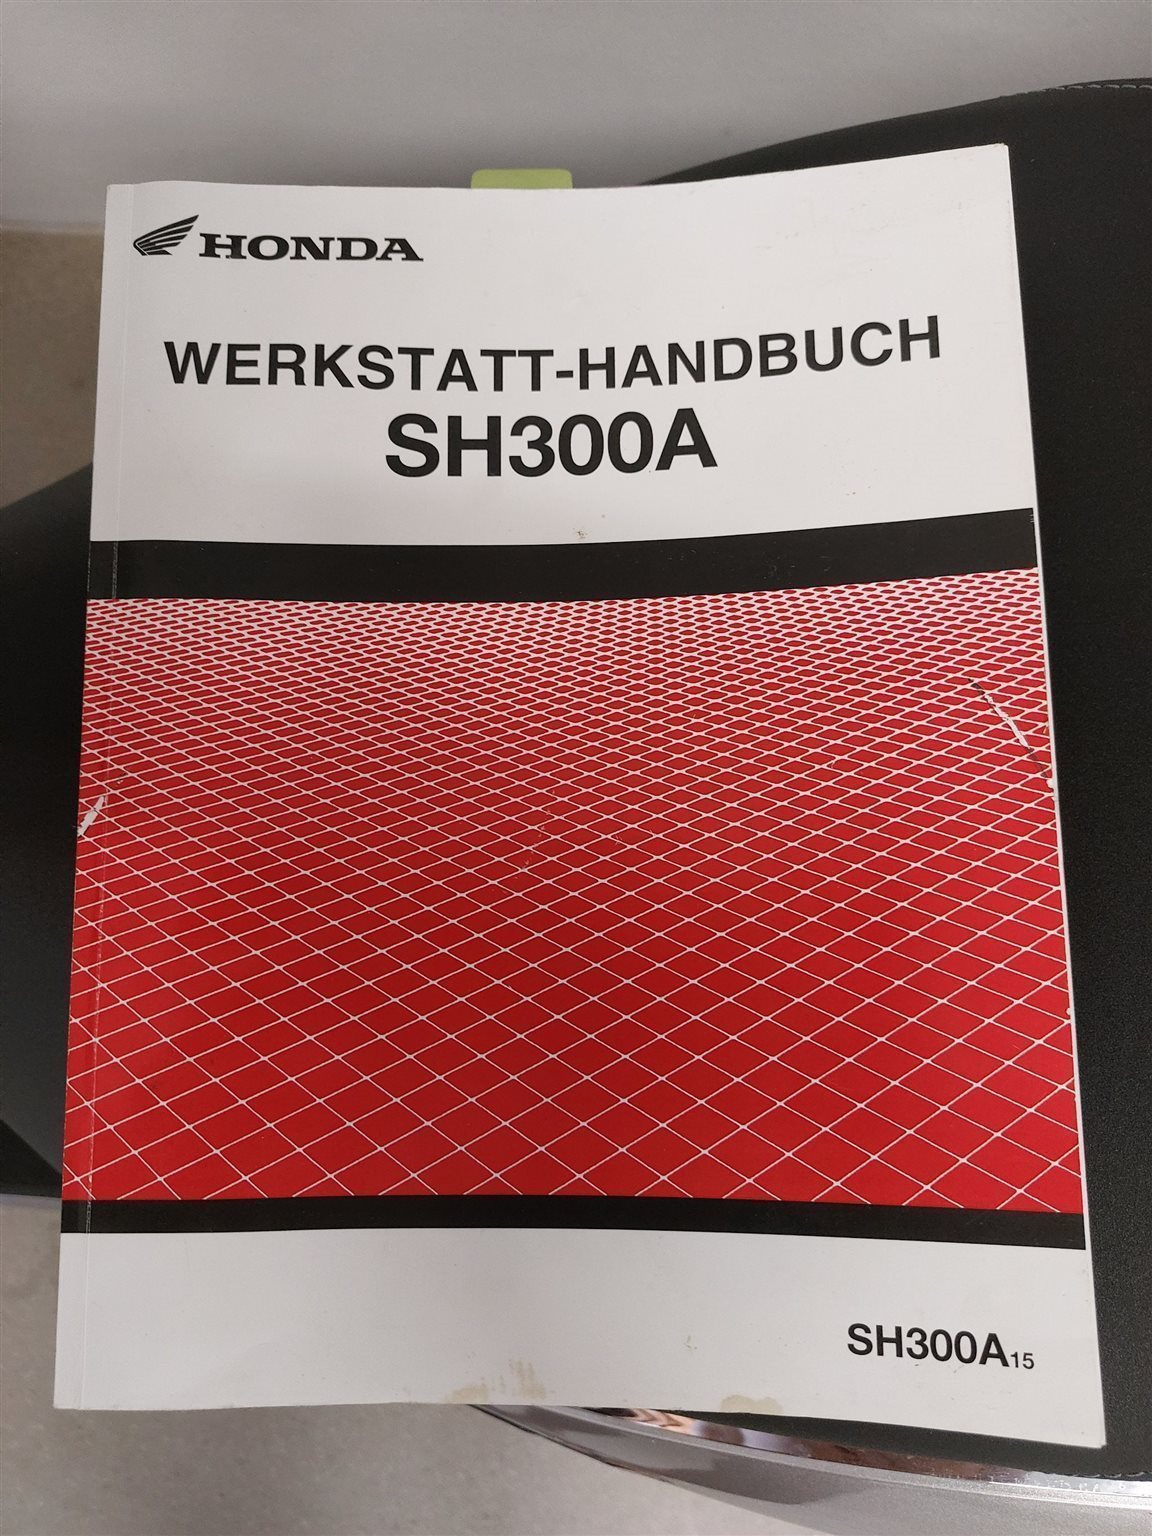 HONDA
WERKSTATT-HANDBUCH
SH300A
SH300A15